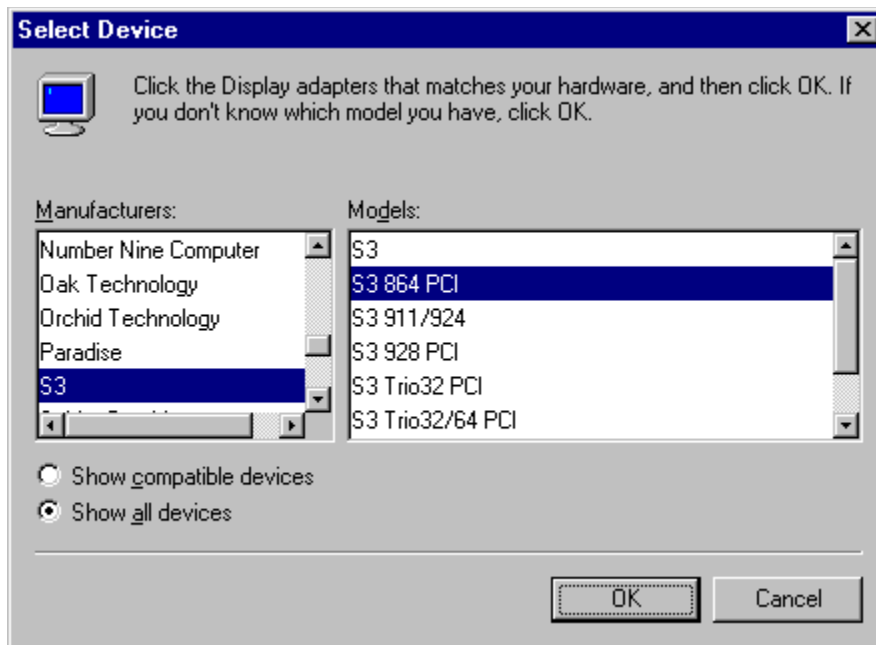 Select Device
Click the Display adapters that matches your hardware, and then click OK. If
you don't know which model you have, click OK.
Manufacturers:
Number Nine Computer
Oak Technology
Orchid Technology
Paradise
S3
Models:
S3
S3 864 PCI
S3 911/924
S3 928 PCI
S3 Trio32 PCI
S3 Trio32/64 PCI
Show compatible devices
Show all devices
OK
Cancel